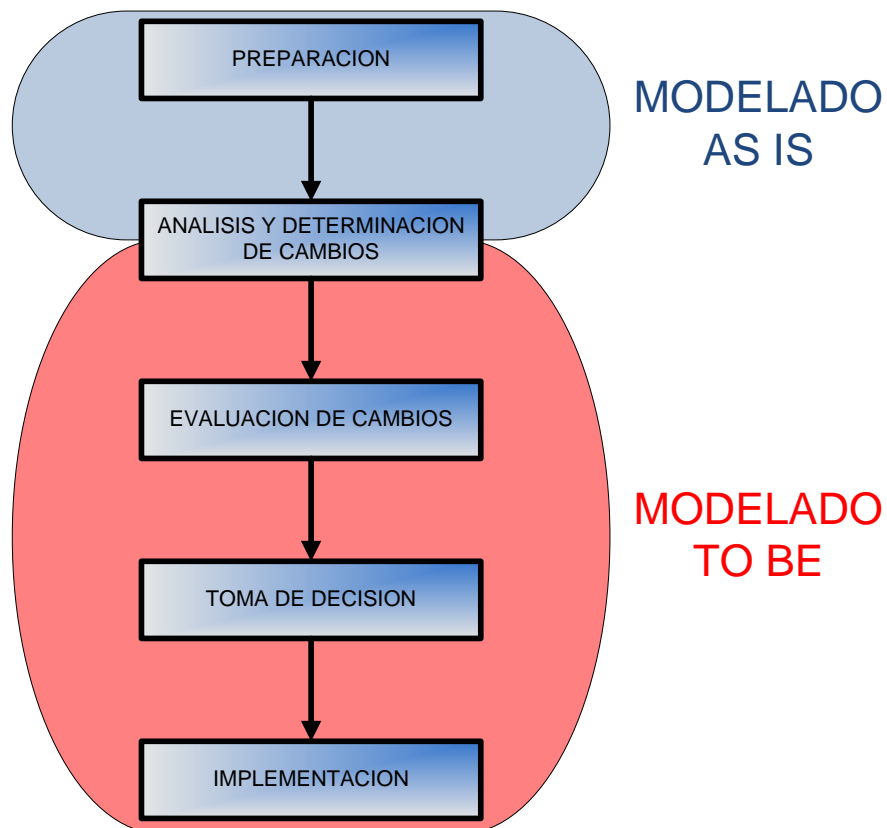 PREPARACION
MODELADO
AS IS
ANALISIS Y DETERMINACION
DE CAMBIOS
EVALUACION DE CAMBIOS
MODELADO
TO BE
TOMA DE DECISION
IMPLEMENTACION